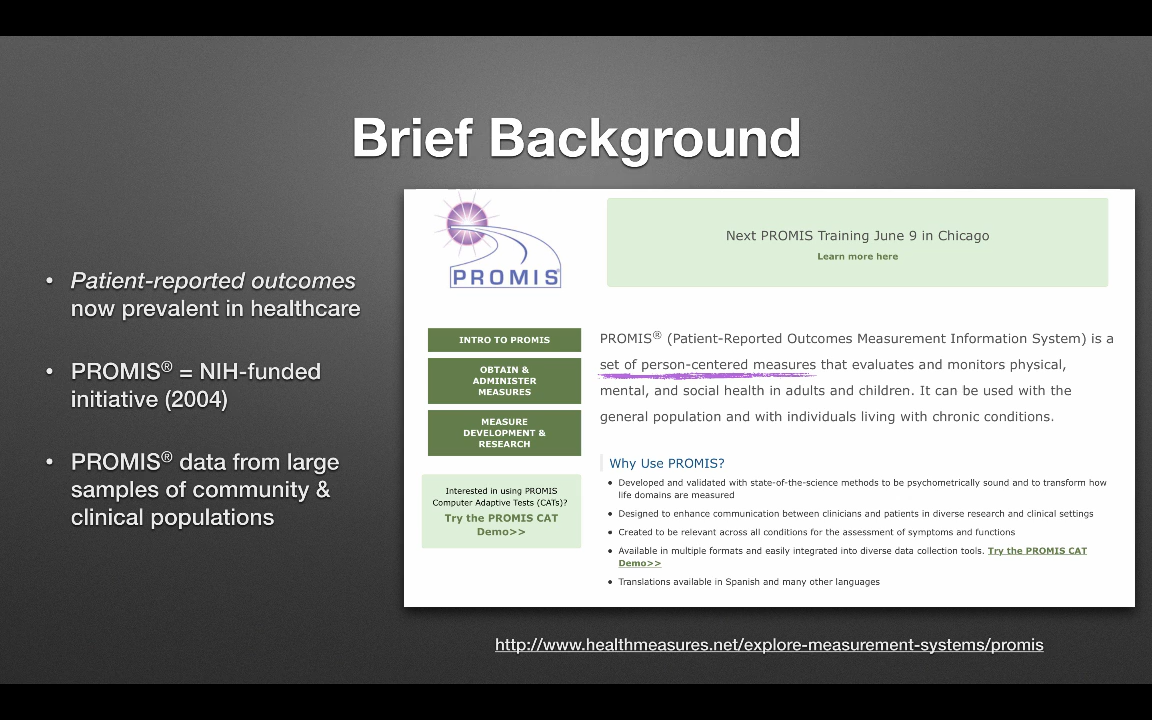 Brief Background
• Patient-reported outcomes
now prevalent in healthcare
• PROMIS® = NIH-funded
initiative (2004)
• PROMIS® data from large
samples of community &
clinical populations
PROMIS®
Next PROMIS Training June 9 in Chicago
Learn more here
INTRO TO PROMIS
OBTAIN &
ADMINISTER
MEASURES
MEASURE
DEVELOPMENT &
RESEARCH
Interested in using PROMIS
Computer Adaptive Tests (CATs)?
Try the PROMIS CAT
Demo>>
PROMIS® (Patient-Reported Outcomes Measurement Information System) is a
set of person-centered measures that evaluates and monitors physical,
mental, and social health in adults and children. It can be used with the
general population and with individuals living with chronic conditions.
Why Use PROMIS?
• Developed and validated with state-of-the-science methods to be psychometrically sound and to transform how
life domains are measured
• Designed to enhance communication between clinicians and patients in diverse research and clinical settings
• Created to be relevant across all conditions for the assessment of symptoms and functions
• Available in multiple formats and easily integrated into diverse data collection tools. Try the PROMIS CAT
Demo>>
• Translations available in Spanish and many other languages
http://www.healthmeasures.net/explore-measurement-systems/promis